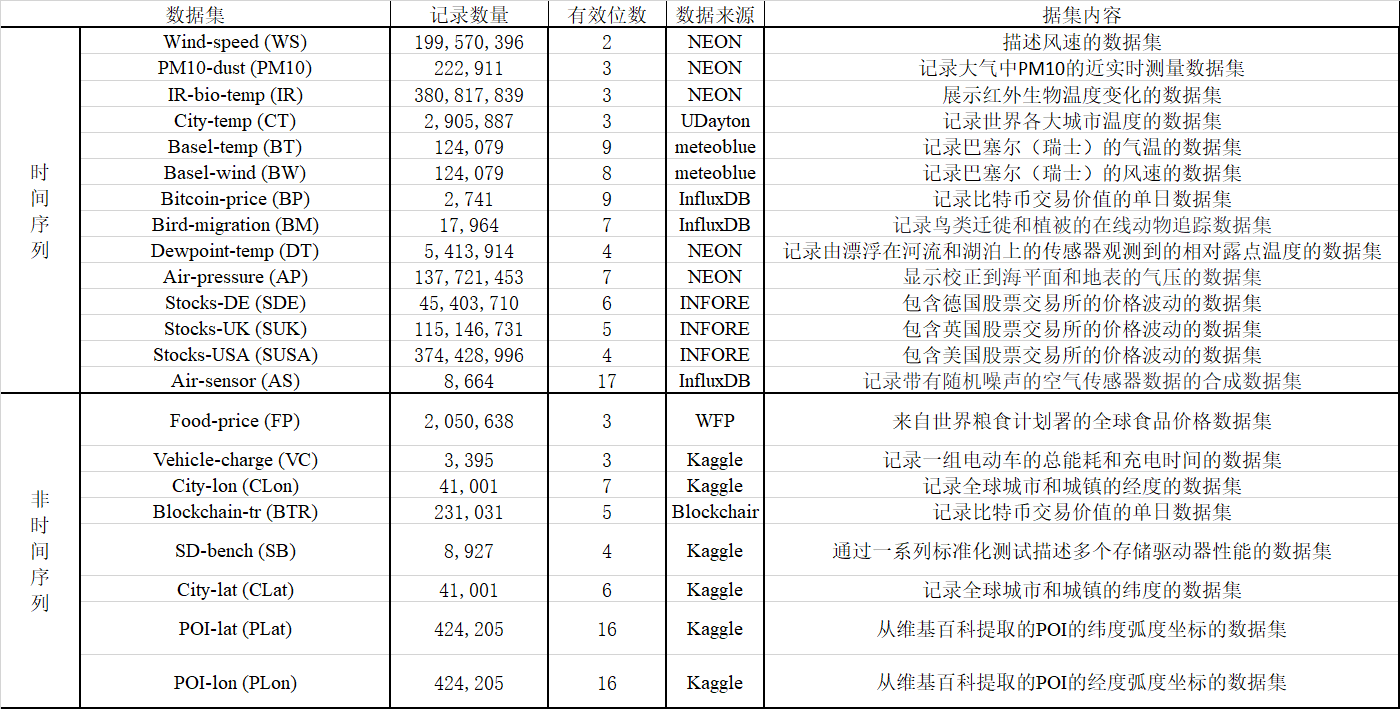 数据集 记录数量 有效位数 数据来源 据集内容
时间序列
Wind-speed (WS) 199,570,396 2 NEON 描述风速的数据集
PM10-dust (PM10) 222,911 3 NEON 记录大气中PM10的近实时测量数据集
IR-bio-temp (IR) 380,817,839 3 NEON 展示红外生物温度变化的数据集
City-temp (CT) 2,905,887 3 UDayton 记录世界各大城市温度的数据集
Basel-temp (BT) 124,079 9 meteoblue 记录巴塞尔（瑞士）的气温的数据集
Basel-wind (BW) 124,079 8 meteoblue 记录巴塞尔（瑞士）的风速的数据集
Bitcoin-price (BP) 2,741 9 InfluxDB 记录比特币交易价值的单日数据集
Bird-migration (BM) 17,964 7 InfluxDB 记录鸟类迁徙和植被的在线动物追踪数据集
Dewpoint-temp (DT) 5,413,914 4 NEON 记录由漂浮在河流和湖泊上的传感器观测到的相对露点温度的数据集
Air-pressure (AP) 137,721,453 7 NEON 显示校正到海平面和地表的气压的数据集
Stocks-DE (SDE) 45,403,710 6 INFORE 包含德国股票交易所的价格波动的数据集
Stocks-UK (SUK) 115,146,731 5 INFORE 包含英国股票交易所的价格波动的数据集
Stocks-USA (SUSA) 374,428,996 4 INFORE 包含美国股票交易所的价格波动的数据集
Air-sensor (AS) 8,664 17 InfluxDB 记录带有随机噪声的空气传感器数据的合成数据集
非时间序列
Food-price (FP) 2,050,638 3 WFP 来自世界粮食计划署的全球食品价格数据集
Vehicle-charge (VC) 3,395 3 Kaggle 记录一组电动车的总能耗和充电时间的数据集
City-lon (CLon) 41,001 7 Kaggle 记录全球城市和城镇的经度的数据集
Blockchain-tr (BTR) 231,031 5 Blockchair 记录比特币交易价值的单日数据集
SD-bench (SB) 8,927 4 Kaggle 通过一系列标准化测试描述多个存储驱动器性能的数据集
City-lat (CLat) 41,001 6 Kaggle 记录全球城市和城镇的纬度的数据集
POI-lat (PLat) 424,205 16 Kaggle 从维基百科提取的POI的纬度弧度坐标的数据集
POI-lon (PLon) 424,205 16 Kaggle 从维基百科提取的POI的经度弧度坐标的数据集